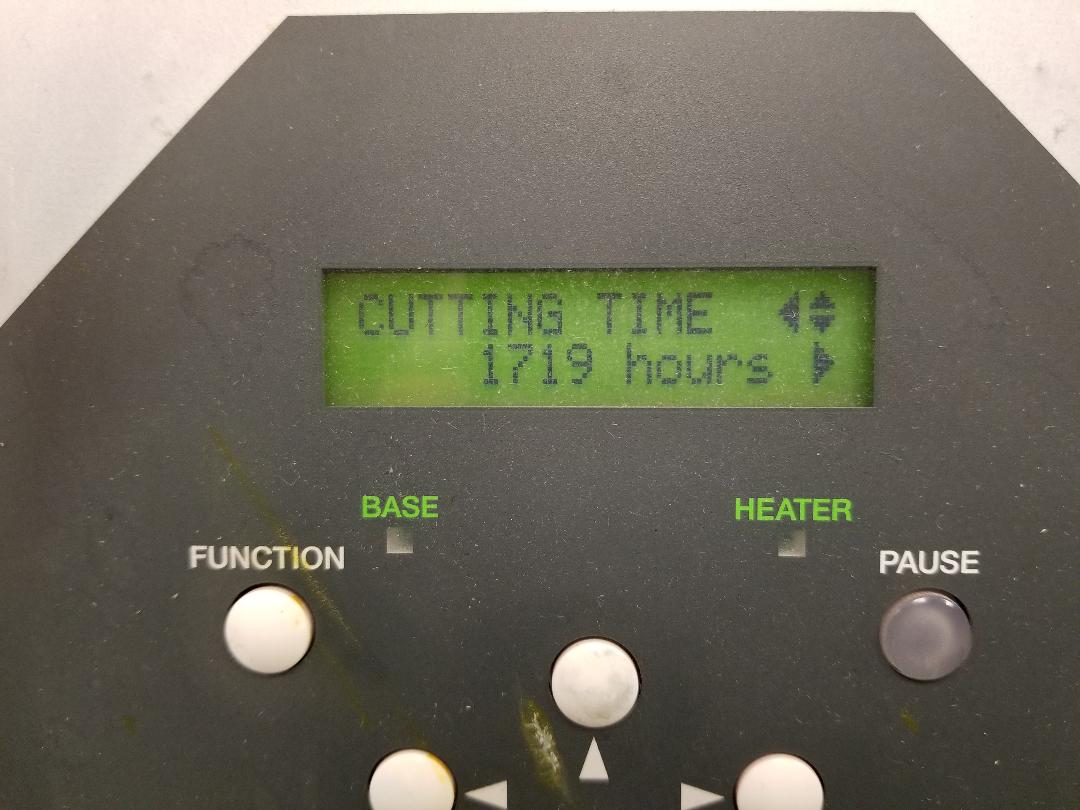 CUTTING TIME
1719 hours
BASE
HEATER
FUNCTION
PAUSE